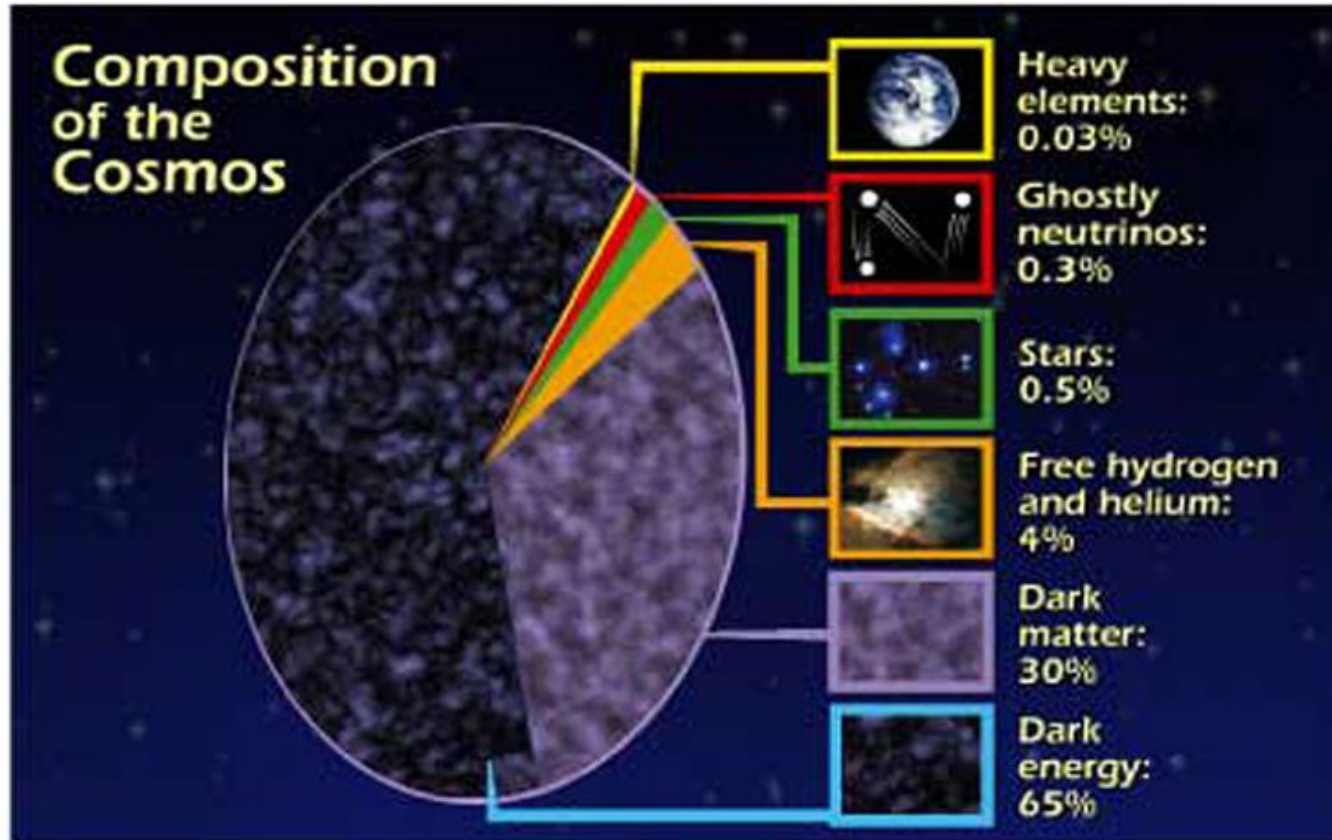 Composition
of the
Cosmos
Heavy
elements:
0.03%
Ghostly
neutrinos:
0.3%
Stars:
0.5%
Free hydrogen
and helium:
4%
Dark
matter:
30%
Dark
energy:
65%